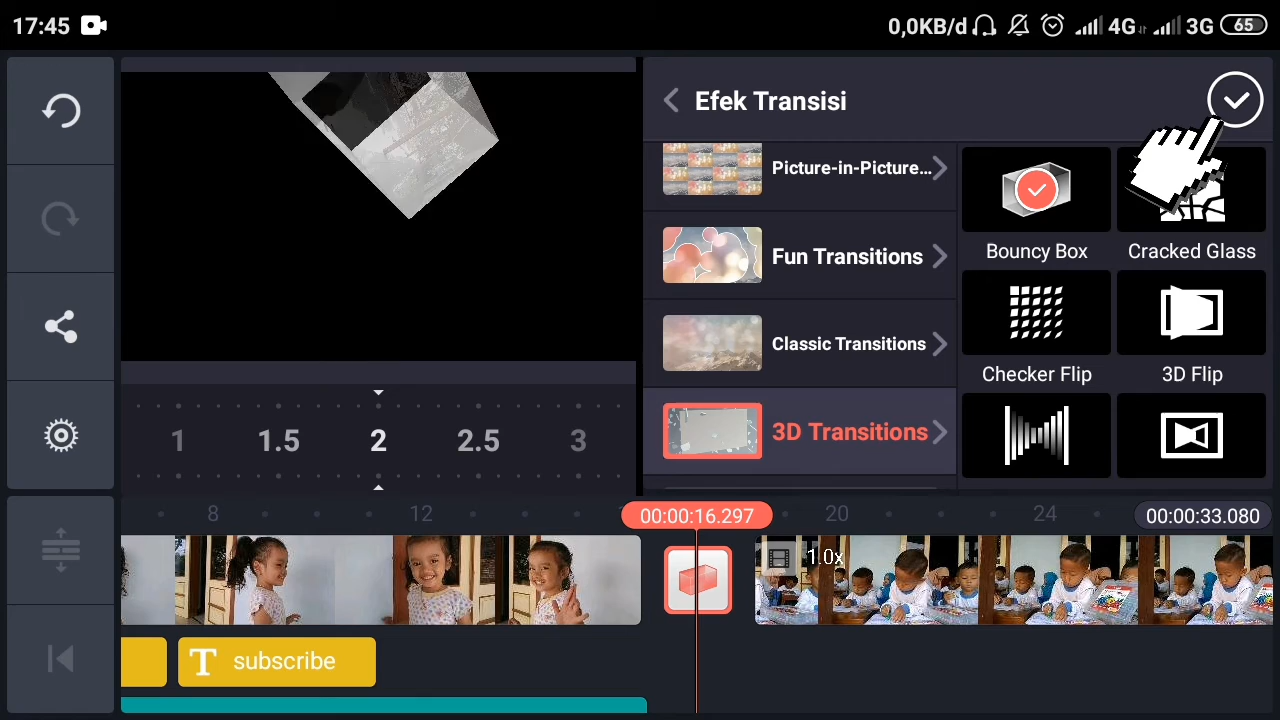 17:45
0,0KB/d 4G 3G 65
Efek Transisi
Picture-in-Picture...
Fun Transitions
Classic Transitions
3D Transitions
Bouncy Box
Cracked Glass
Checker Flip
3D Flip
1 1.5 2 2.5 3
8 12 00:00:16.297 20 24 00:00:33.080
1.0x
T subscribe